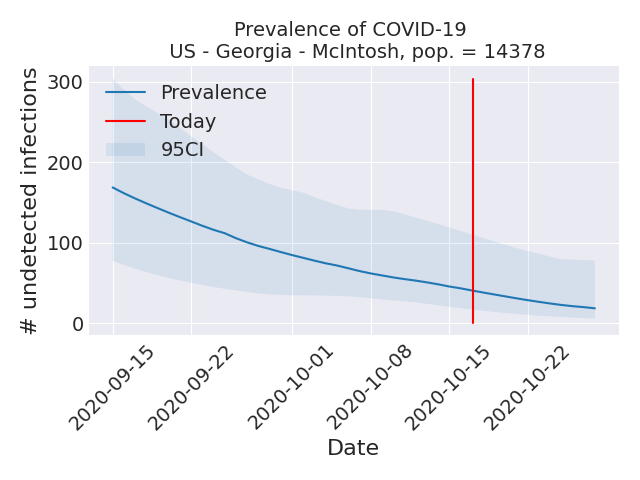 Prevalence of COVID-19
US - Georgia - McIntosh, pop. = 14378
# undetected infections
300
200
100
0
Prevalence
Today
95CI
2020-09-15
2020-09-22
2020-10-01
2020-10-08
2020-10-15
2020-10-22
Date